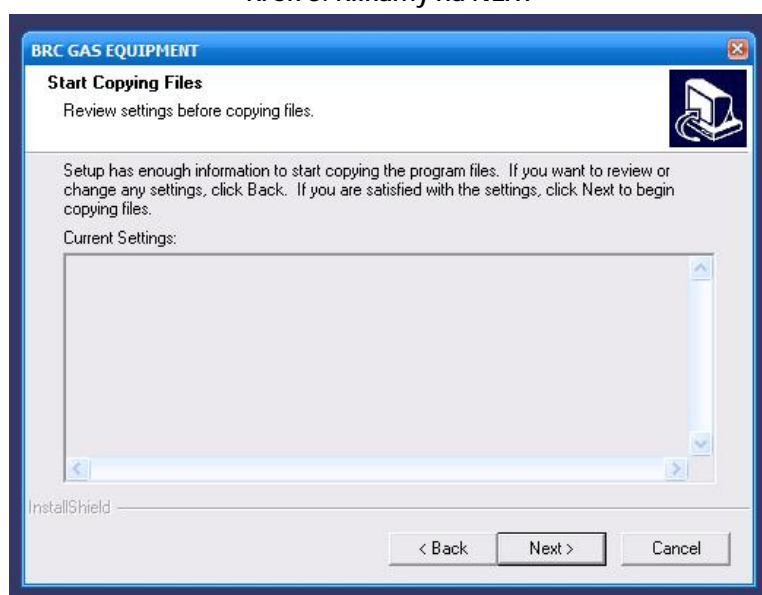 BRC GAS EQUIPMENT
Start Copying Files
Review settings before copying files.
Setup has enough information to start copying the program files. If you want to review or
change any settings, click Back. If you are satisfied with the settings, click Next to begin
copying files.
Current Settings:
InstallShield
< Back Next > Cancel